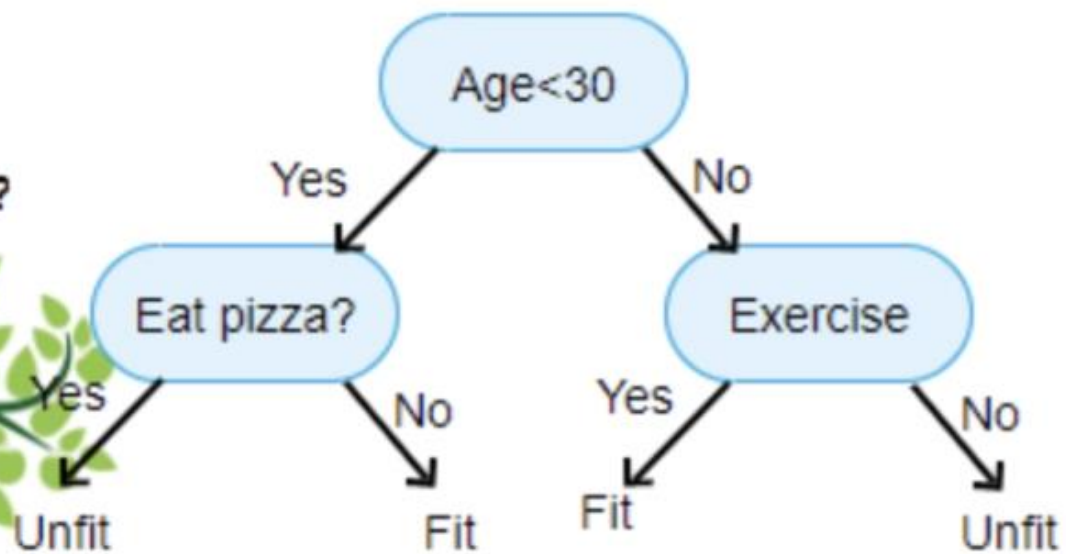 Age<30
Yes
No
?
Eat pizza?
Exercise
Yes
No
Yes
No
Unfit
Fit
Fit
Unfit